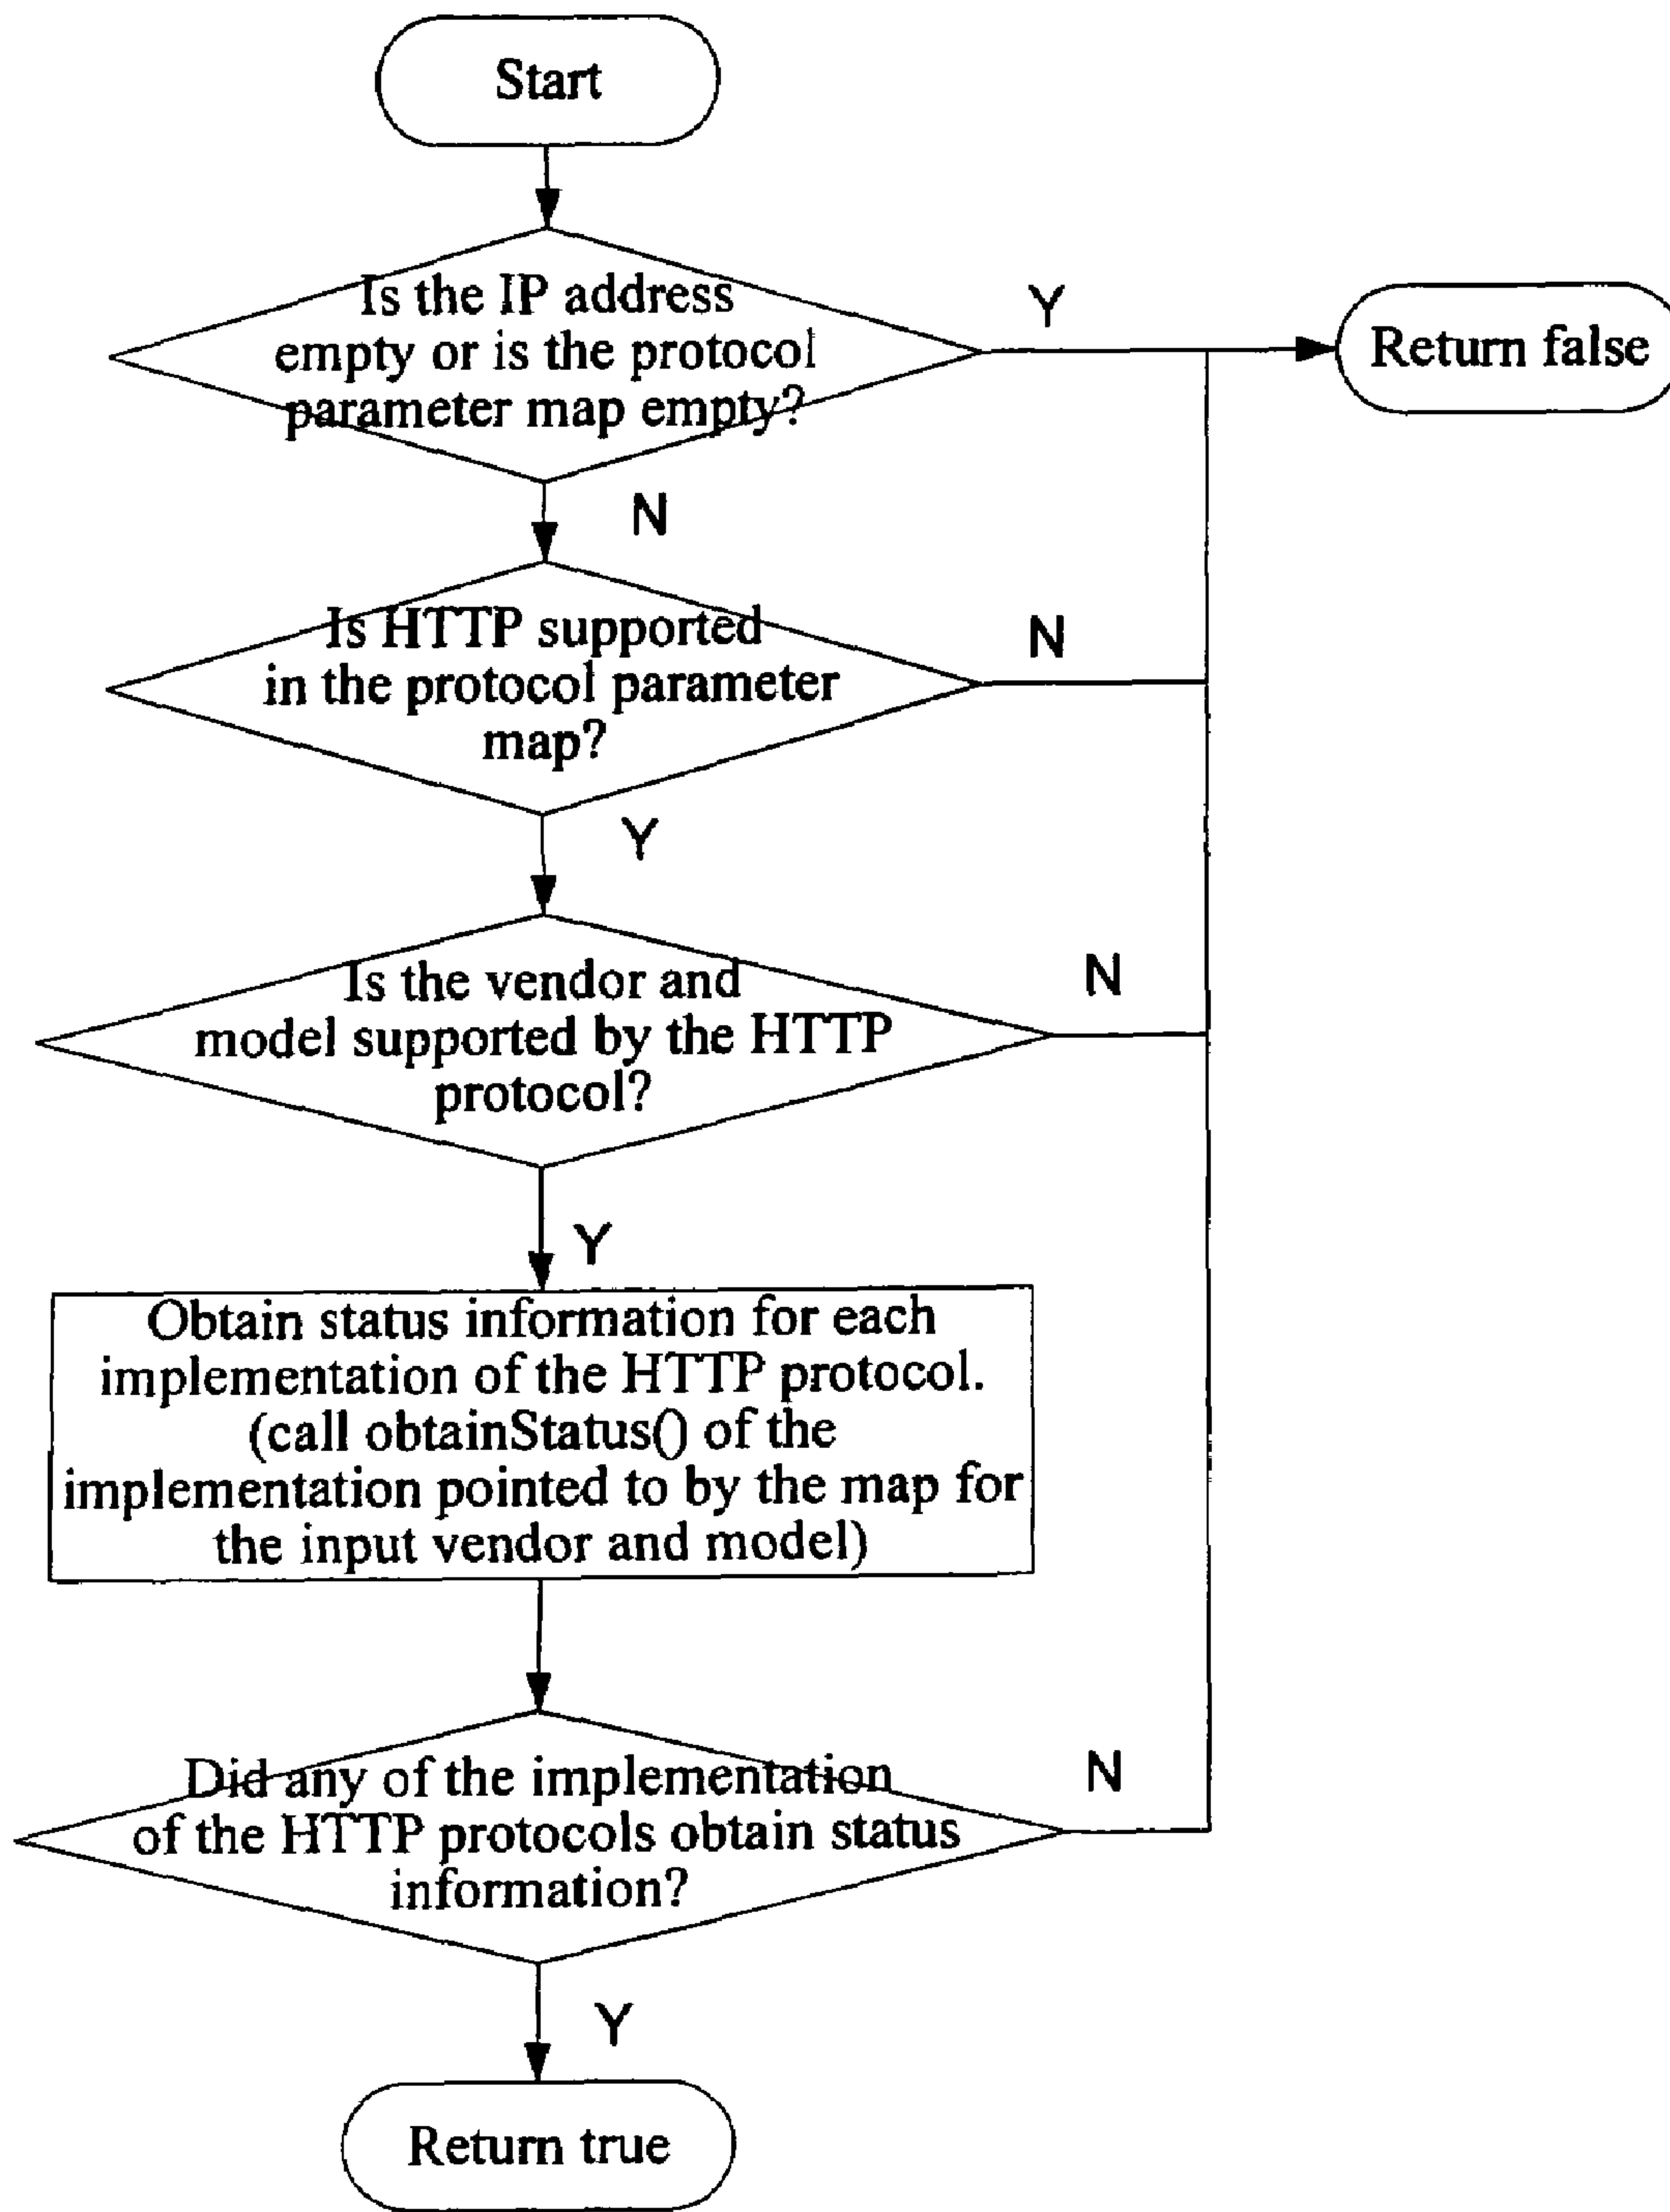 Start
Is the IP address
empty or is the protocol
parameter map empty?
Y
Return false
N
Is HTTP supported
in the protocol parameter
map?
N
Y
Is the vendor and
model supported by the HTTP
protocol?
N
Y
Obtain status information for each
implementation of the HTTP protocol.
(call obtainStatus() of the
implementation pointed to by the map for
the input vendor and model)
Did any of the implementation
of the HTTP protocols obtain status
information?
N
Y
Return true